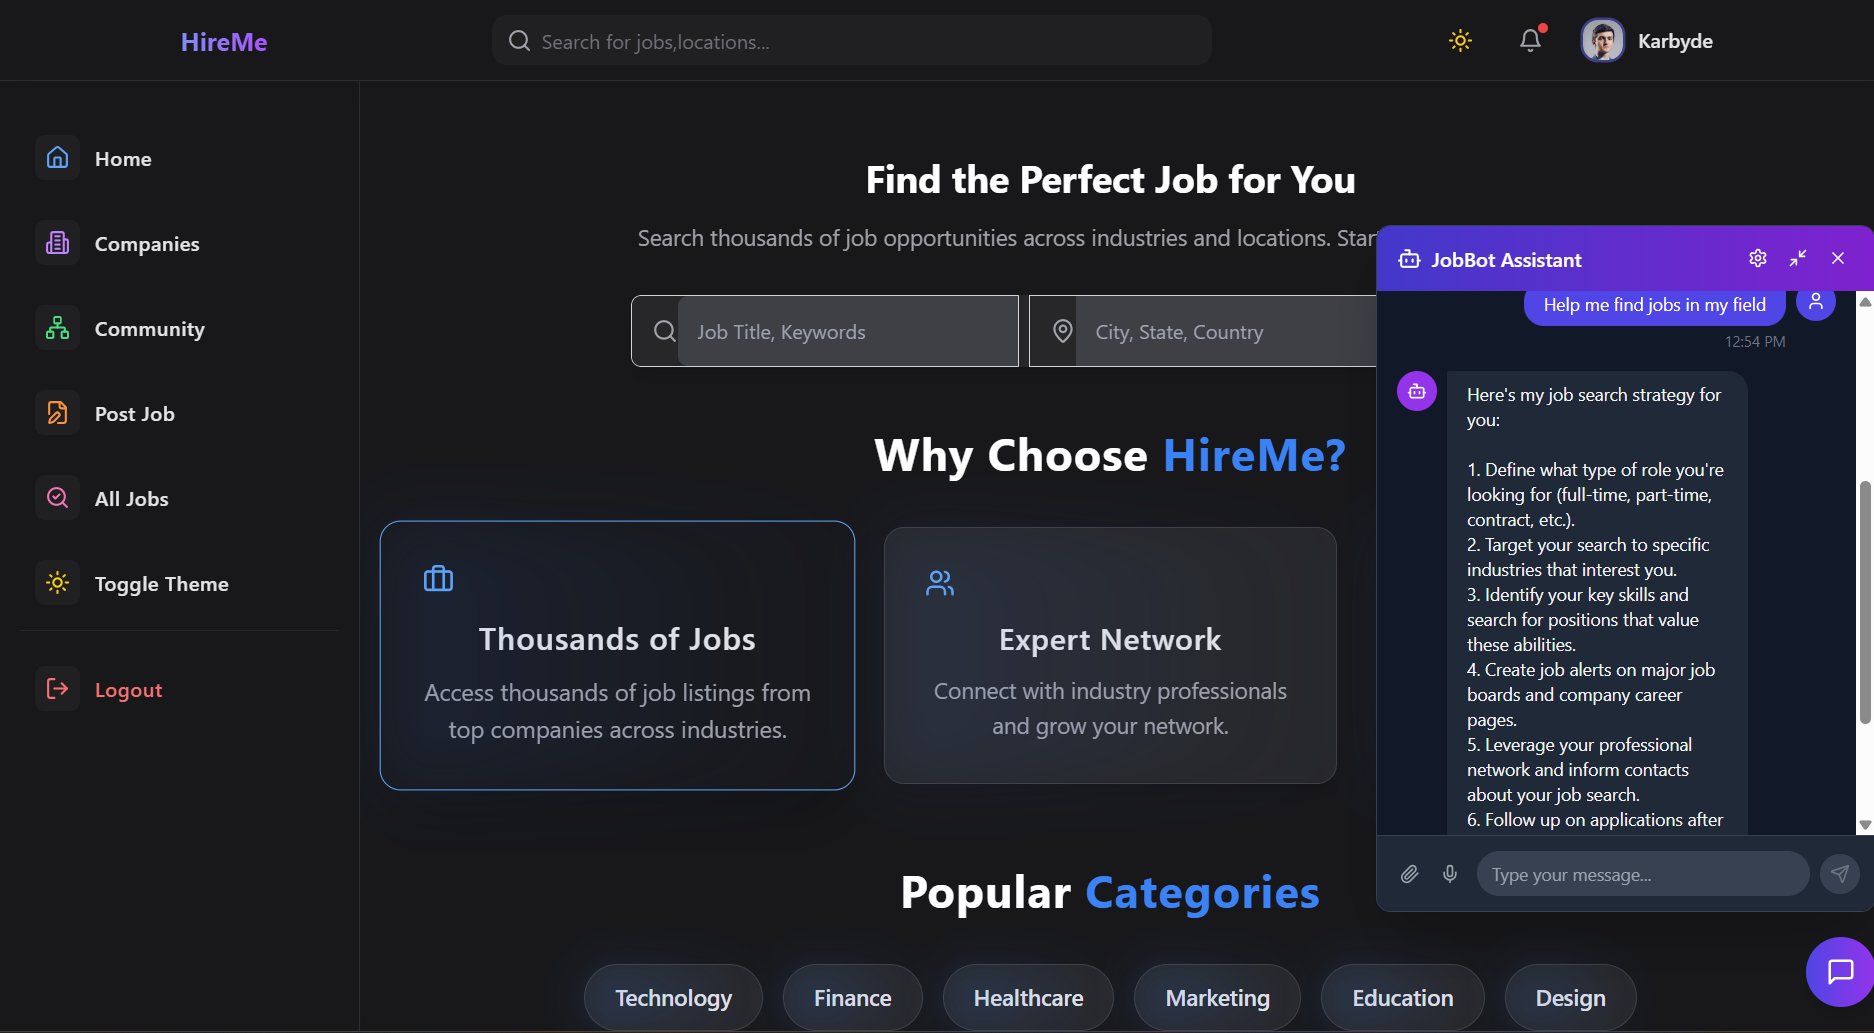 HireMe
Search for jobs,locations...
Karbyde
Home
Companies
Community
Post Job
All Jobs
Toggle Theme
Logout
Find the Perfect Job for You
Search thousands of job opportunities across industries and locations. Star
Job Title, Keywords
City, State, Country
Why Choose HireMe?
Thousands of Jobs
Access thousands of job listings from
top companies across industries.
Expert Network
Connect with industry professionals
and grow your network.
Popular Categories
Technology
Finance
Healthcare
Marketing
Education
Design
JobBot Assistant
Help me find jobs in my field
12:54 PM
Here's my job search strategy for
you:
1. Define what type of role you're
looking for (full-time, part-time,
contract, etc.).
2. Target your search to specific
industries that interest you.
3. Identify your key skills and
search for positions that value
these abilities.
4. Create job alerts on major job
boards and company career
pages.
5. Leverage your professional
network and inform contacts
about your job search.
6. Follow up on applications after
Type your message...